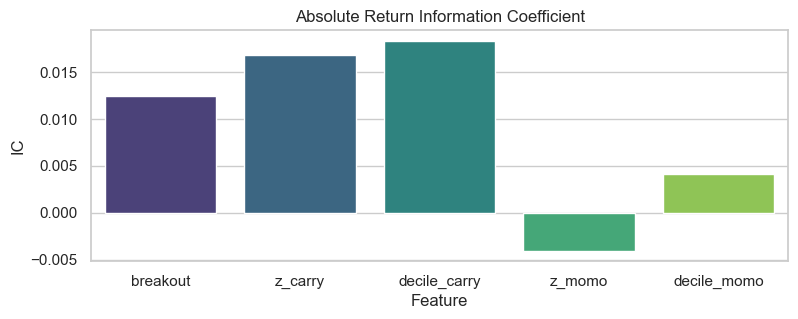 Absolute Return Information Coefficient
IC
0.015
0.010
0.005
0.000
−0.005
breakout
z_carry
decile_carry
z_momo
decile_momo
Feature